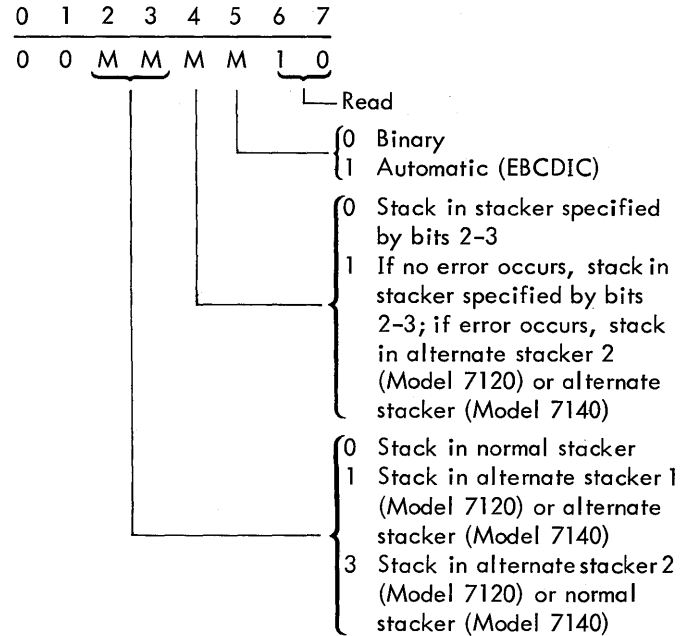 0 1 2 3 4 5 6 7
0 0 M M M M 1 0
Read
0 Binary
1 Automatic (EBCDIC)
0 Stack in stacker specified
by bits 2-3
1 If no error occurs, stack in
stacker specified by bits
2-3; if error occurs, stack
in alternate stacker 2
(Model 7120) or alternate
stacker (Model 7140)
0 Stack in normal stacker
1 Stack in alternate stacker 1
(Model 7120) or alternate
stacker (Model 7140)
3 Stack in alternate stacker 2
(Model 7120) or normal
stacker (Model 7140)